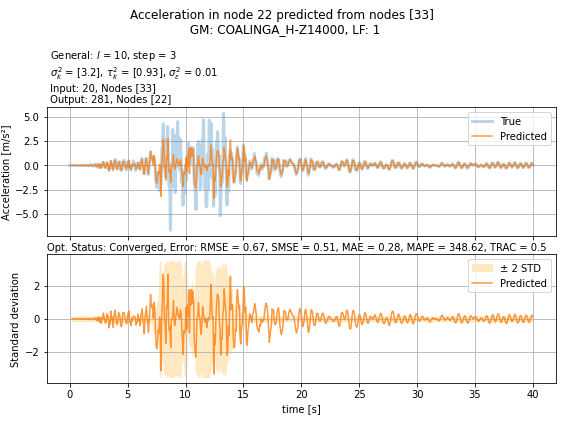 Acceleration in node 22 predicted from nodes [33]
GM: COALINGA_H-Z14000, LF: 1
General: l = 10, step = 3
σ²ₖ = [3.2], τ²ₖ = [0.93], σ²ε = 0.01
Input: 20, Nodes [33]
Output: 281, Nodes [22]
Acceleration [m/s²]
5.0
2.5
0.0
−2.5
−5.0
True
Predicted
Opt. Status: Converged, Error: RMSE = 0.67, SMSE = 0.51, MAE = 0.28, MAPE = 348.62, TRAC = 0.5
Standard deviation
2
0
−2
± 2 STD
Predicted
0 5 10 15 20 25 30 35 40
time [s]